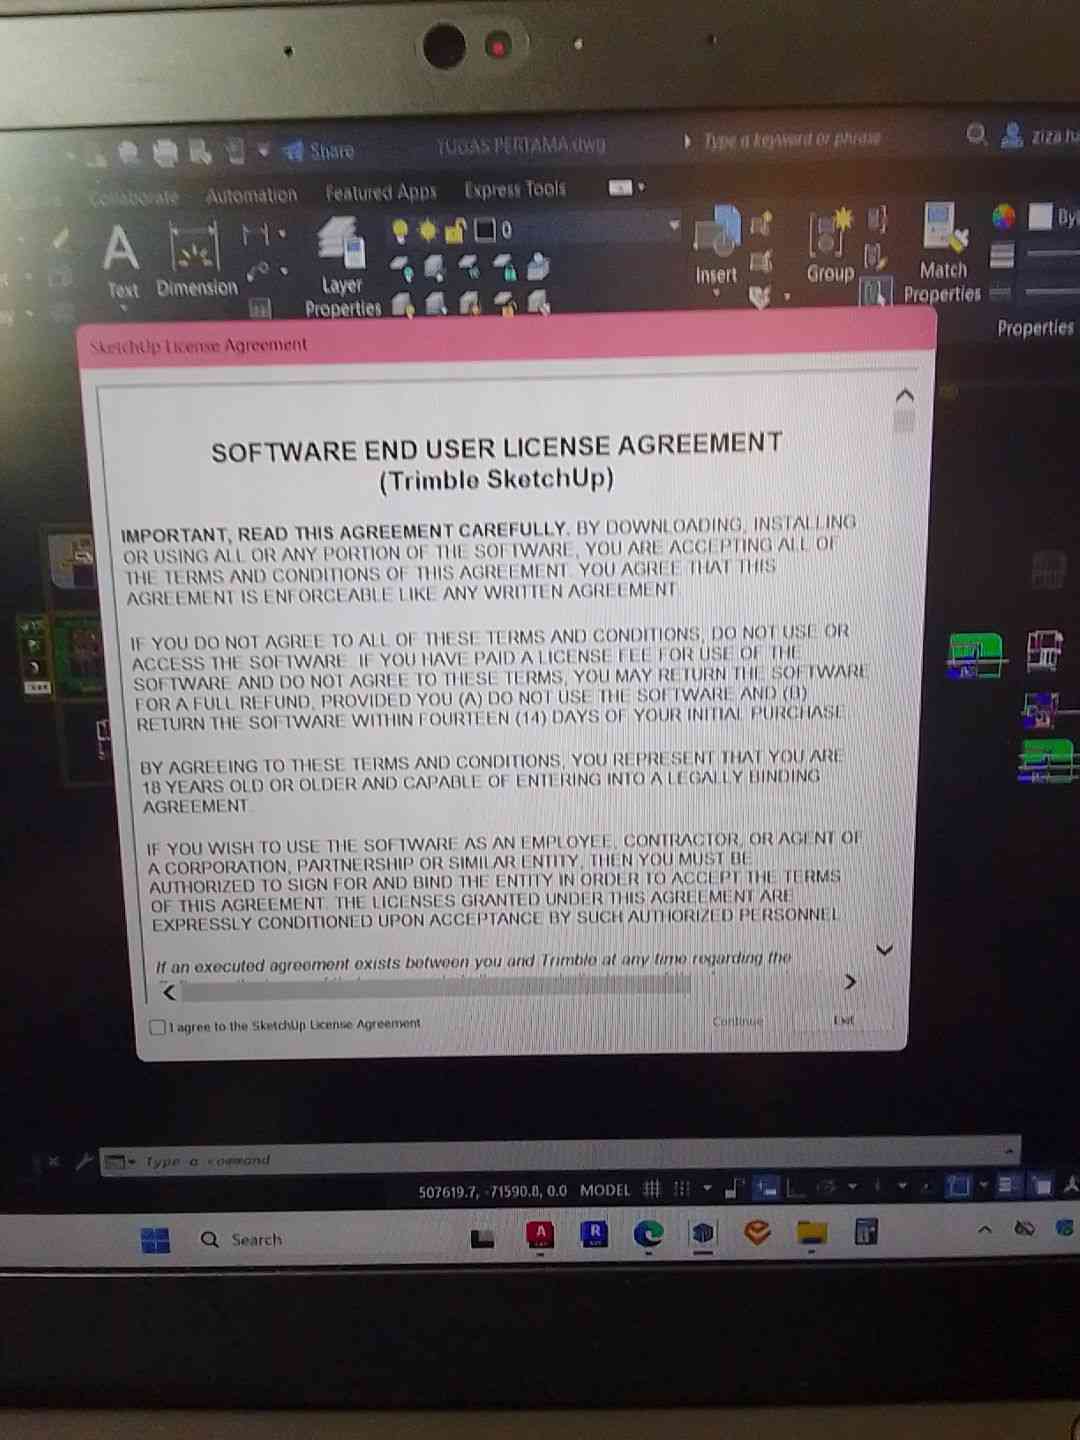 Share
TUGAS PERTAMA.dwg
Type a keyword or phrase
ziza
Collaborate
Automation
Featured Apps
Express Tools
0
Text
Dimension
Layer
Properties
Insert
Group
Match
Properties
Properties
SketchUp License Agreement
SOFTWARE END USER LICENSE AGREEMENT
(Trimble SketchUp)
IMPORTANT, READ THIS AGREEMENT CAREFULLY. BY DOWNLOADING, INSTALLING
OR USING ALL OR ANY PORTION OF THE SOFTWARE, YOU ARE ACCEPTING ALL OF
THE TERMS AND CONDITIONS OF THIS AGREEMENT. YOU AGREE THAT THIS
AGREEMENT IS ENFORCEABLE LIKE ANY WRITTEN AGREEMENT
IF YOU DO NOT AGREE TO ALL OF THESE TERMS AND CONDITIONS, DO NOT USE OR
ACCESS THE SOFTWARE. IF YOU HAVE PAID A LICENSE FEE FOR USE OF THE
SOFTWARE AND DO NOT AGREE TO THESE TERMS, YOU MAY RETURN THE SOFTWARE
FOR A FULL REFUND, PROVIDED YOU (A) DO NOT USE THE SOFTWARE AND (B)
RETURN THE SOFTWARE WITHIN FOURTEEN (14) DAYS OF YOUR INITIAL PURCHASE
BY AGREEING TO THESE TERMS AND CONDITIONS, YOU REPRESENT THAT YOU ARE
18 YEARS OLD OR OLDER AND CAPABLE OF ENTERING INTO A LEGALLY BINDING
AGREEMENT.
IF YOU WISH TO USE THE SOFTWARE AS AN EMPLOYEE, CONTRACTOR, OR AGENT OF
A CORPORATION, PARTNERSHIP OR SIMILAR ENTITY, THEN YOU MUST BE
AUTHORIZED TO SIGN FOR AND BIND THE ENTITY IN ORDER TO ACCEPT THE TERMS
OF THIS AGREEMENT. THE LICENSES GRANTED UNDER THIS AGREEMENT ARE
EXPRESSLY CONDITIONED UPON ACCEPTANCE BY SUCH AUTHORIZED PERSONNEL
If an executed agreement exists between you and Trimble at any time regarding the
I agree to the SketchUp License Agreement
Continue
Exit
Type a command
507619.7, -71590.8, 0.0 MODEL
Search